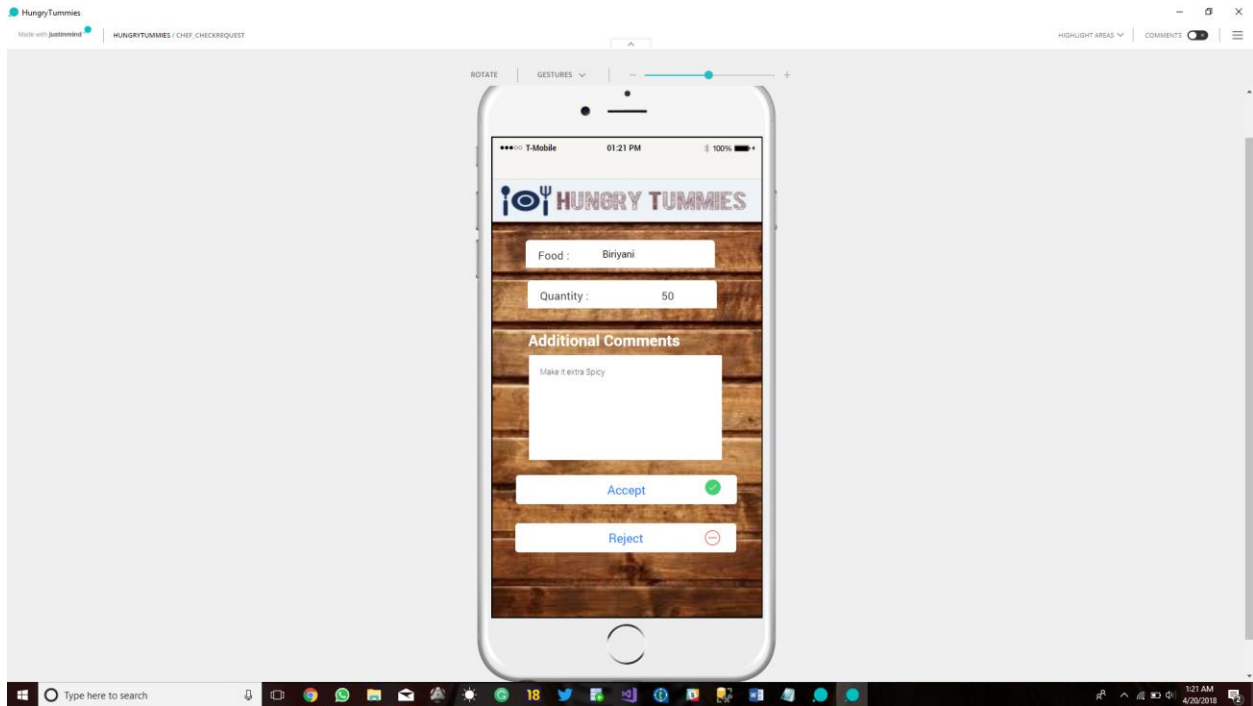 HungryTummies
Made with justinmind
HUNGRYTUMMIES / CHEF_CHECKREQUEST
HIGHLIGHT AREAS
COMMENTS
ROTATE
GESTURES
T-Mobile 01:21 PM 100%
HUNGRY TUMMIES
Food : Biriyani
Quantity : 50
Additional Comments
Make it extra Spicy
Accept
Reject
Type here to search
18
1:21 AM
4/20/2018
2